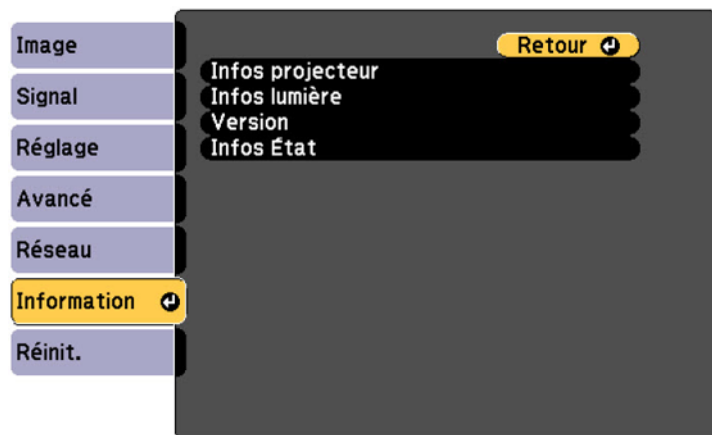 Image
Signal
Réglage
Avancé
Réseau
Information
Réinit.
Retour
Infos projecteur
Infos lumière
Version
Infos État